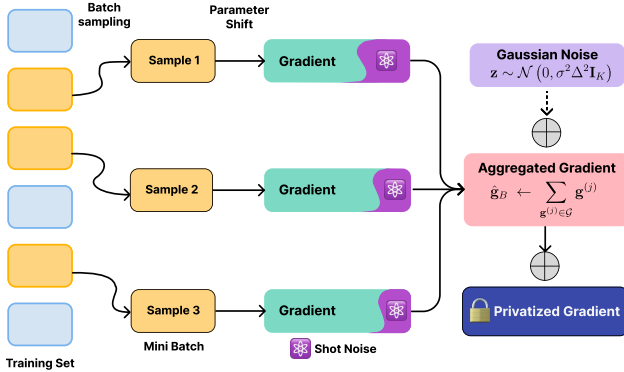 Batch
sampling
Parameter
Shift
Sample 1
Gradient
Gaussian Noise
𝐳 ∼ 𝒩 (0, σ²Δ²𝐈_K)
Sample 2
Gradient
Aggregated Gradient
ĝ_B ← ∑_{𝐠^{(j)}∈𝒢} 𝐠^{(j)}
Sample 3
Gradient
Privatized Gradient
Mini Batch
Shot Noise
Training Set